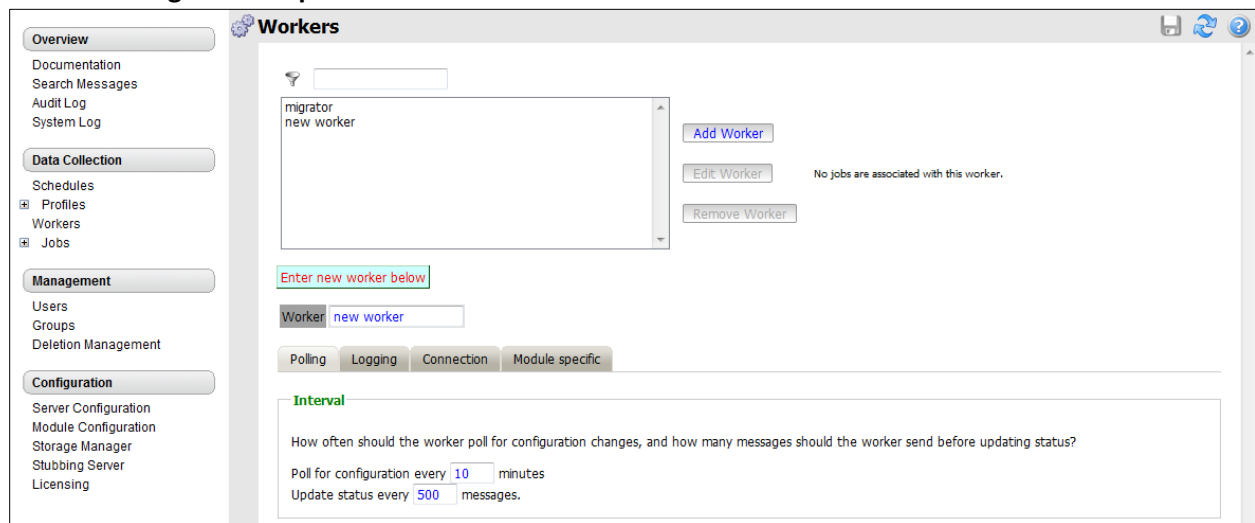 Workers
Overview
Documentation
Search Messages
Audit Log
System Log
Data Collection
Schedules
Profiles
Workers
Jobs
Management
Users
Groups
Deletion Management
Configuration
Server Configuration
Module Configuration
Storage Manager
Stubbing Server
Licensing
migrator
new worker
Add Worker
Edit Worker
No jobs are associated with this worker.
Remove Worker
Enter new worker below
Worker new worker
Polling Logging Connection Module specific
Interval
How often should the worker poll for configuration changes, and how many messages should the worker send before updating status?
Poll for configuration every 10 minutes
Update status every 500 messages.